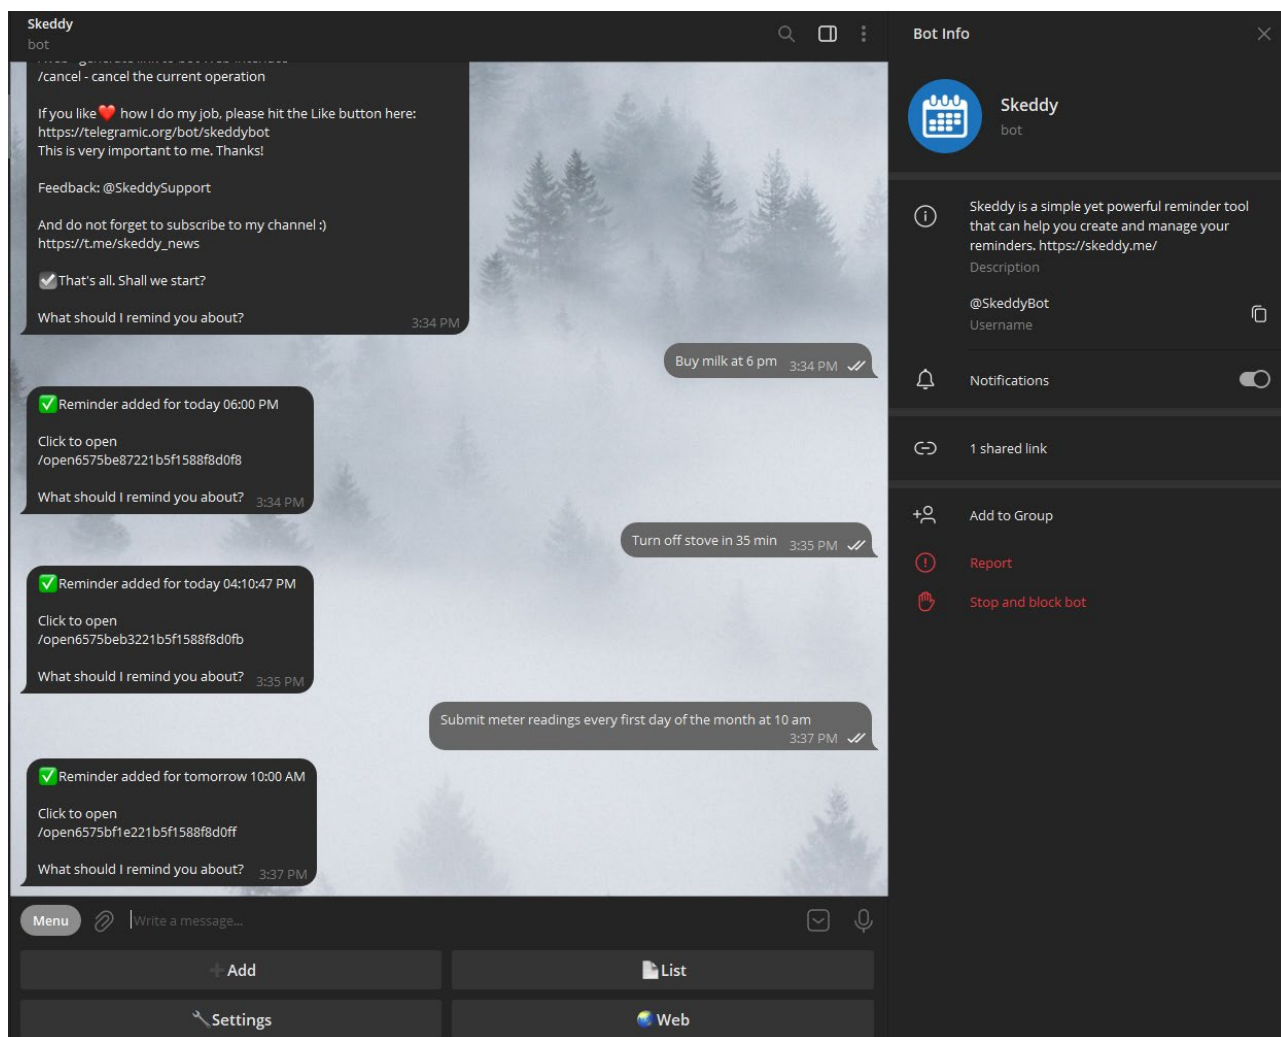 Skeddy
bot
/cancel - cancel the current operation
If you like❤️ how I do my job, please hit the Like button here:
https://telegramic.org/bot/skeddybot
This is very important to me. Thanks!
Feedback: @SkeddySupport
And do not forget to subscribe to my channel :)
https://t.me/skeddy_news
☑️That's all. Shall we start?
What should I remind you about?
3:34 PM
Buy milk at 6 pm
3:34 PM
✅Reminder added for today 06:00 PM
Click to open
/open6575be87221b5f1588f8d0f8
What should I remind you about?
3:34 PM
Turn off stove in 35 min
3:35 PM
✅Reminder added for today 04:10:47 PM
Click to open
/open6575beb3221b5f1588f8d0fb
What should I remind you about?
3:35 PM
Submit meter readings every first day of the month at 10 am
3:37 PM
✅Reminder added for tomorrow 10:00 AM
Click to open
/open6575bf1e221b5f1588f8d0ff
What should I remind you about?
3:37 PM
Menu
Write a message...
Add
List
Settings
Web
Bot Info
Skeddy
bot
Skeddy is a simple yet powerful reminder tool
that can help you create and manage your
reminders. https://skeddy.me/
Description
@SkeddyBot
Username
Notifications
1 shared link
Add to Group
Report
Stop and block bot